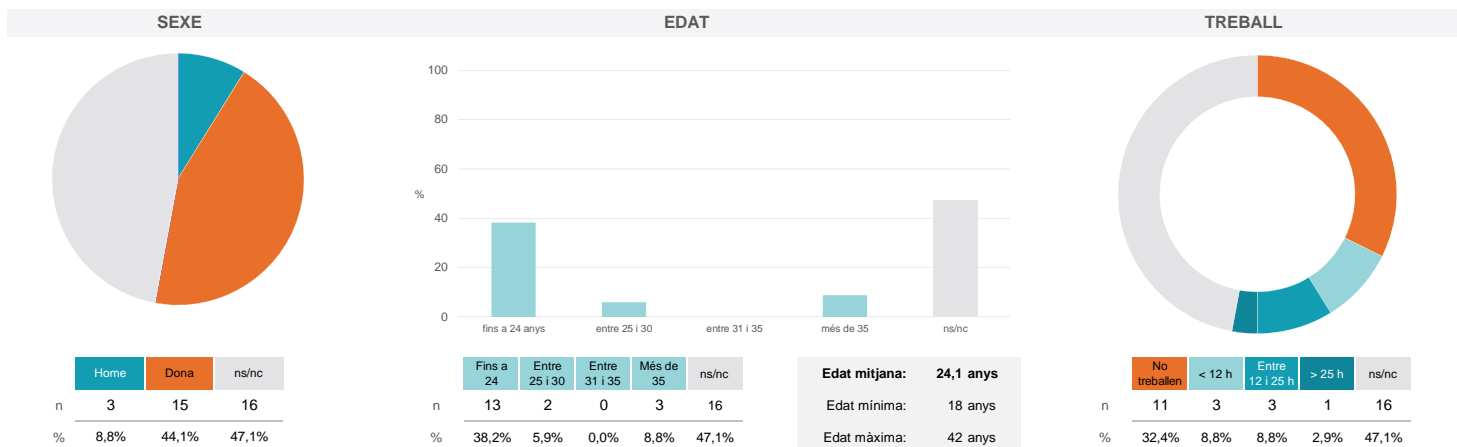 SEXE EDAT TREBALL
100
80
60
%
40
20
0
fins a 24 anys entre 25 i 30 entre 31 i 35 més de 35 ns/nc
Home Dona ns/nc
n 3 15 16
% 8,8% 44,1% 47,1%
Fins a 24 Entre 25 i 30 Entre 31 i 35 Més de 35 ns/nc
n 13 2 0 3 16
% 38,2% 5,9% 0,0% 8,8% 47,1%
Edat mitjana: 24,1 anys
Edat mínima: 18 anys
Edat màxima: 42 anys
No treballen < 12 h Entre 12 i 25 h > 25 h ns/nc
n 11 3 3 1 16
% 32,4% 8,8% 8,8% 2,9% 47,1%